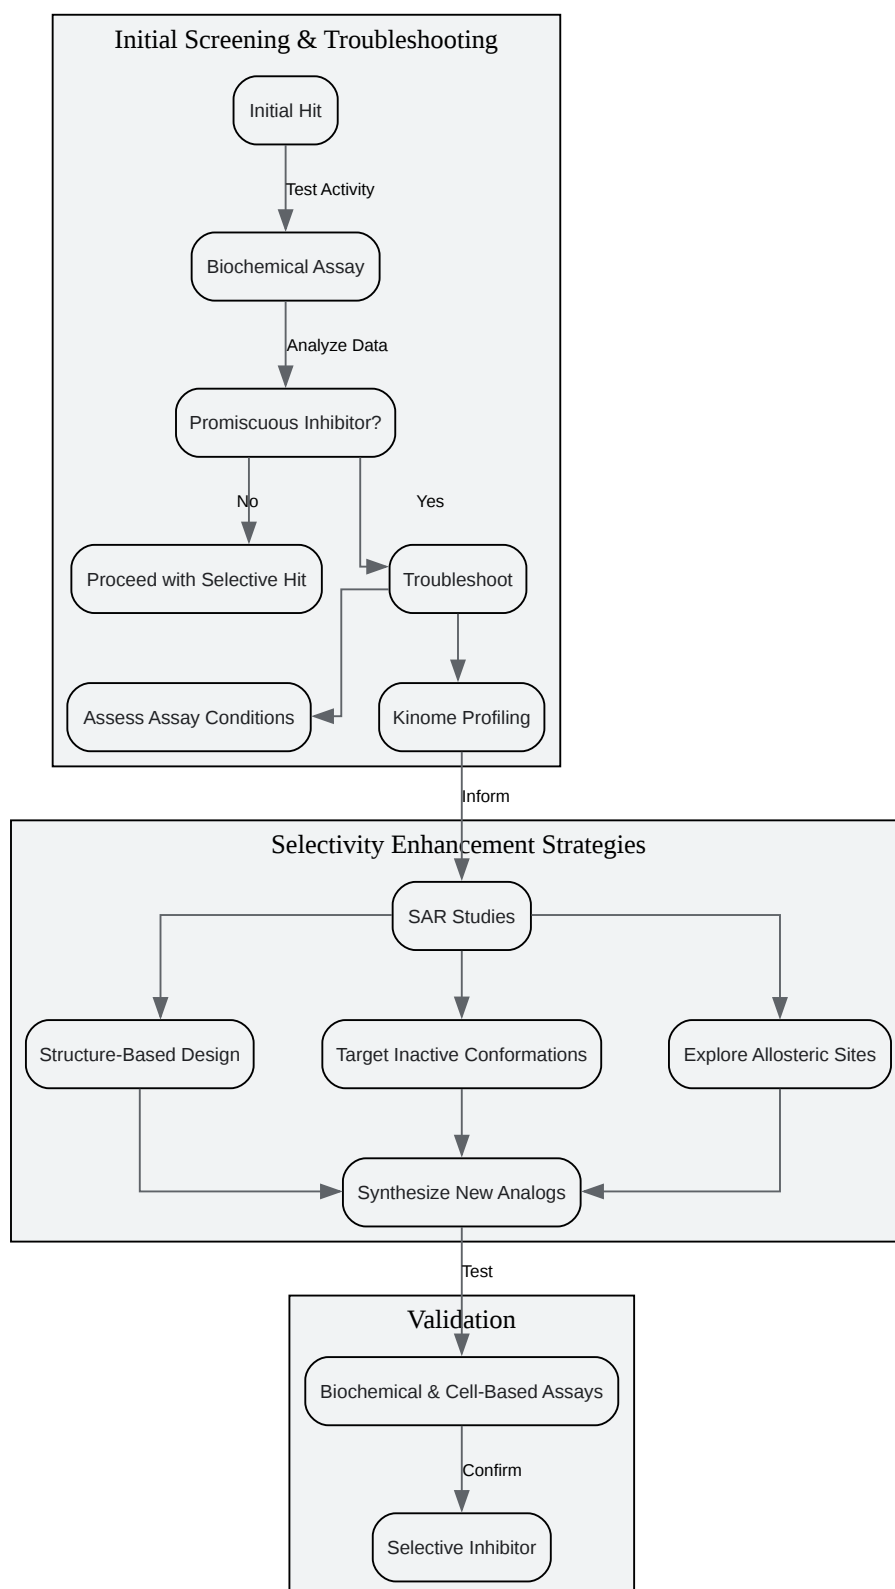 Initial Screening & Troubleshooting
Initial Hit
Test Activity
Biochemical Assay
Analyze Data
Promiscuous Inhibitor?
No
Yes
Proceed with Selective Hit
Troubleshoot
Assess Assay Conditions
Kinome Profiling
Inform
Selectivity Enhancement Strategies
SAR Studies
Structure-Based Design
Target Inactive Conformations
Explore Allosteric Sites
Synthesize New Analogs
Test
Validation
Biochemical & Cell-Based Assays
Confirm
Selective Inhibitor